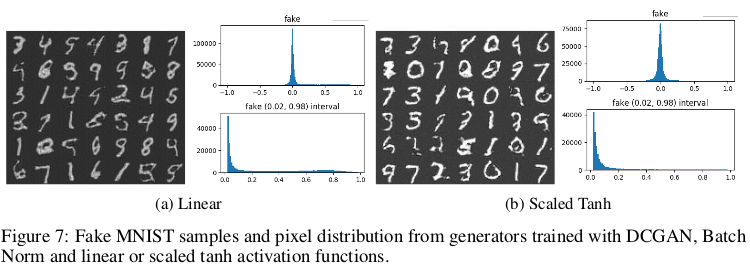 fake
100000
50000
0
−1.0 −0.5 0.0 0.5 1.0
fake (0.02, 0.98) interval
40000
20000
0
0.0 0.2 0.4 0.6 0.8 1.0
(a) Linear
fake
75000
50000
25000
0
−1.0 −0.5 0.0 0.5 1.0
fake (0.02, 0.98) interval
40000
20000
0
0.0 0.2 0.4 0.6 0.8 1.0
(b) Scaled Tanh
Figure 7: Fake MNIST samples and pixel distribution from generators trained with DCGAN, Batch
Norm and linear or scaled tanh activation functions.